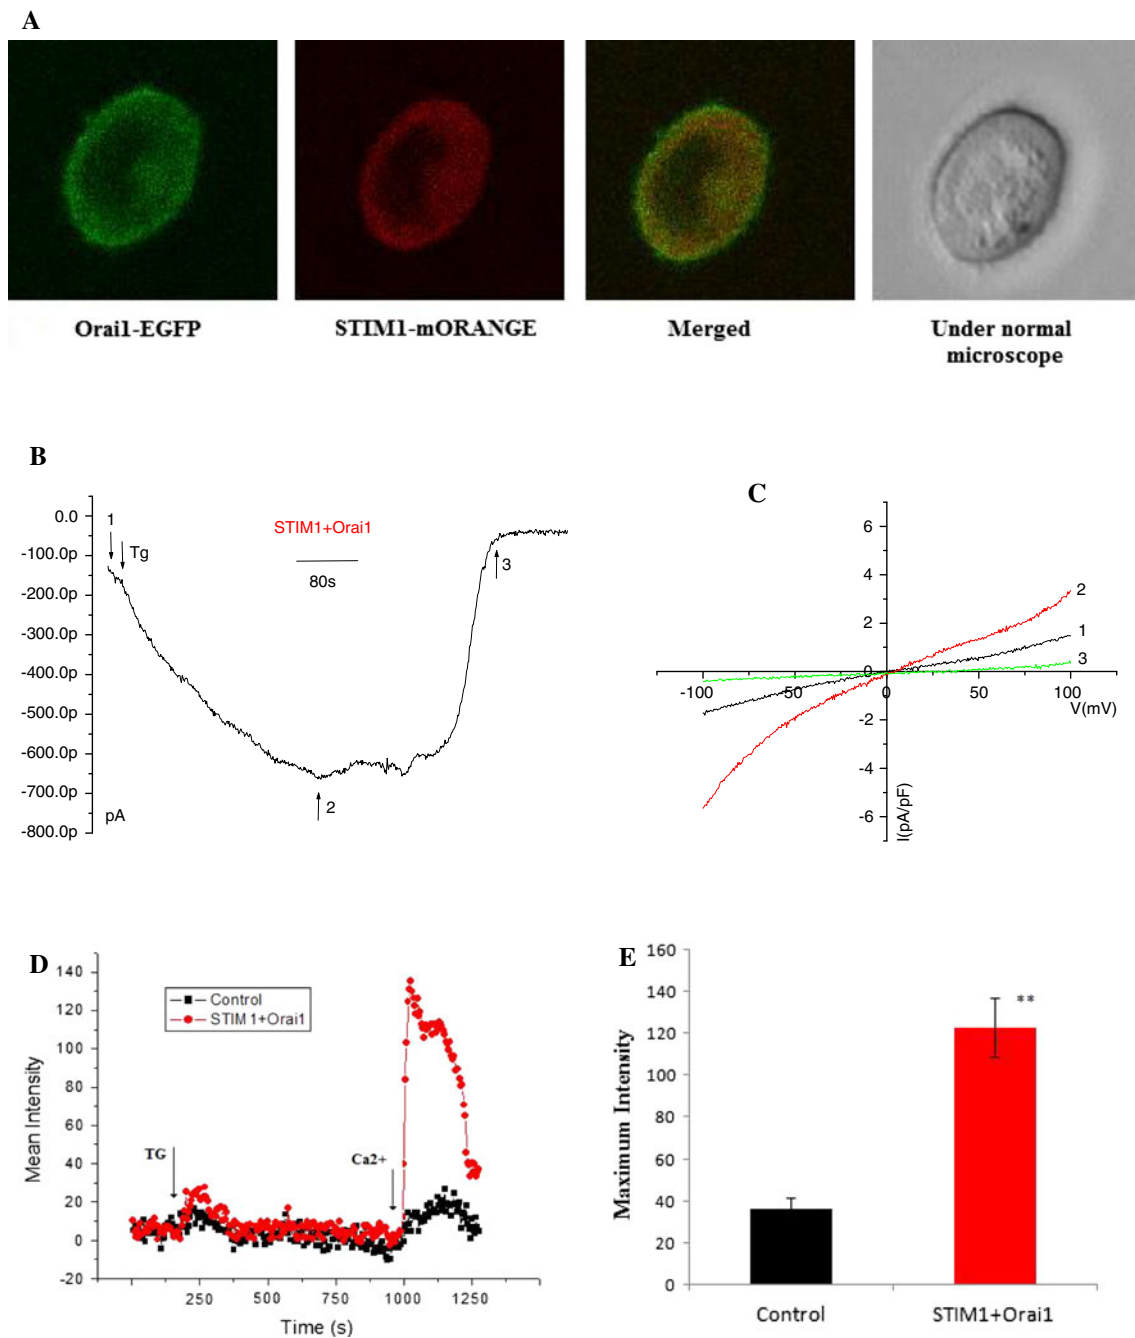 A
Orai1-EGFP
STIM1-mORANGE
Merged
Under normal
microscope
B
0.0
-100.0p
-200.0p
-300.0p
-400.0p
-500.0p
-600.0p
-700.0p
-800.0p
pA
1
Tg
STIM1+Orai1
80s
3
2
C
6
4
2
0
-2
-4
-6
-100
50
0
50
100
V(mV)
I(pA/pF)
2
1
3
D
140
120
100
80
60
40
20
0
-20
Mean Intensity
Control
STIM1+Orai1
TG
Ca2+
250
500
750
1000
1250
Time (s)
E
160
140
120
100
80
60
40
20
0
Maximum Intensity
**
Control
STIM1+Orai1